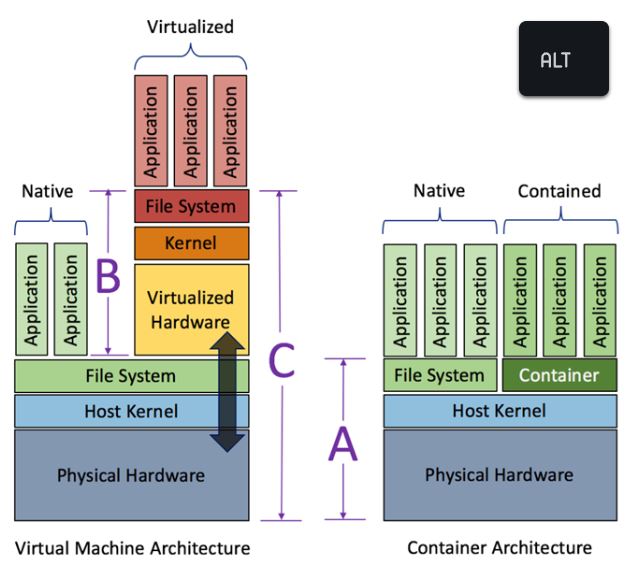 Virtualized
ALT
Application
Application
Application
Native
File System
Native
Contained
Kernel
B
Application
Application
Virtualized
Hardware
Application
Application
Application
Application
Application
Application
C
File System
File System
Container
Host Kernel
Host Kernel
A
Physical Hardware
Physical Hardware
Virtual Machine Architecture
Container Architecture